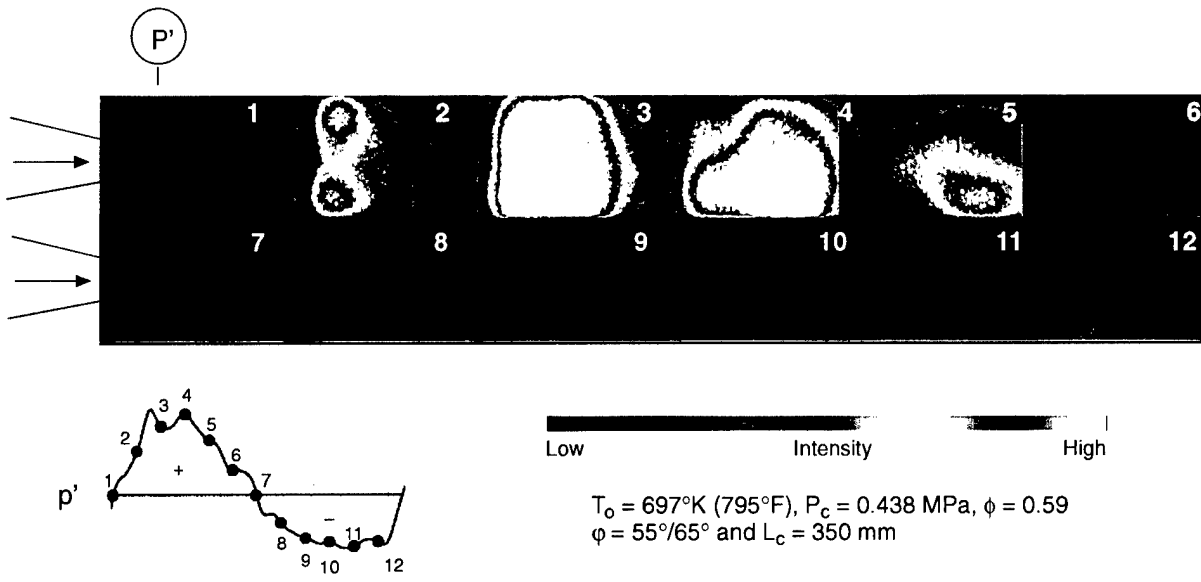 P'
1 2 3 4 5 6
7 8 9 10 11 12
4
3
5
2
6
1
+
7
p'
−
8
11
9
10
12
Low Intensity High
T₀ = 697°K (795°F), P_c = 0.438 MPa, ϕ = 0.59
φ = 55°/65° and L_c = 350 mm